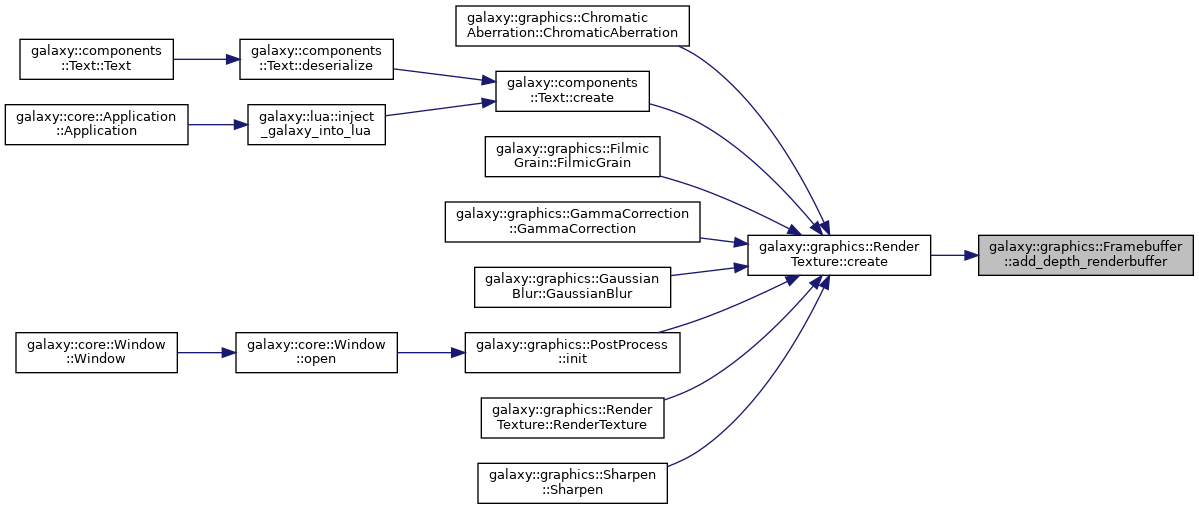 galaxy::graphics::Chromatic
Aberration::ChromaticAberration
galaxy::components
::Text::Text
galaxy::components
::Text::deserialize
galaxy::components
::Text::create
galaxy::core::Application
::Application
galaxy::lua::inject
_galaxy_into_lua
galaxy::graphics::Filmic
Grain::FilmicGrain
galaxy::graphics::GammaCorrection
::GammaCorrection
galaxy::graphics::Render
Texture::create
galaxy::graphics::Framebuffer
::add_depth_renderbuffer
galaxy::graphics::Gaussian
Blur::GaussianBlur
galaxy::core::Window
::Window
galaxy::core::Window
::open
galaxy::graphics::PostProcess
::init
galaxy::graphics::Render
Texture::RenderTexture
galaxy::graphics::Sharpen
::Sharpen